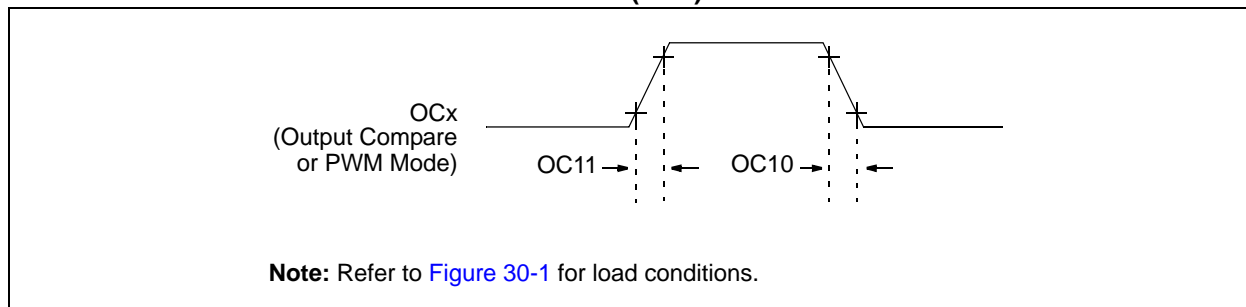 OCx
(Output Compare
or PWM Mode)
OC11
OC10
Note: Refer to Figure 30-1 for load conditions.